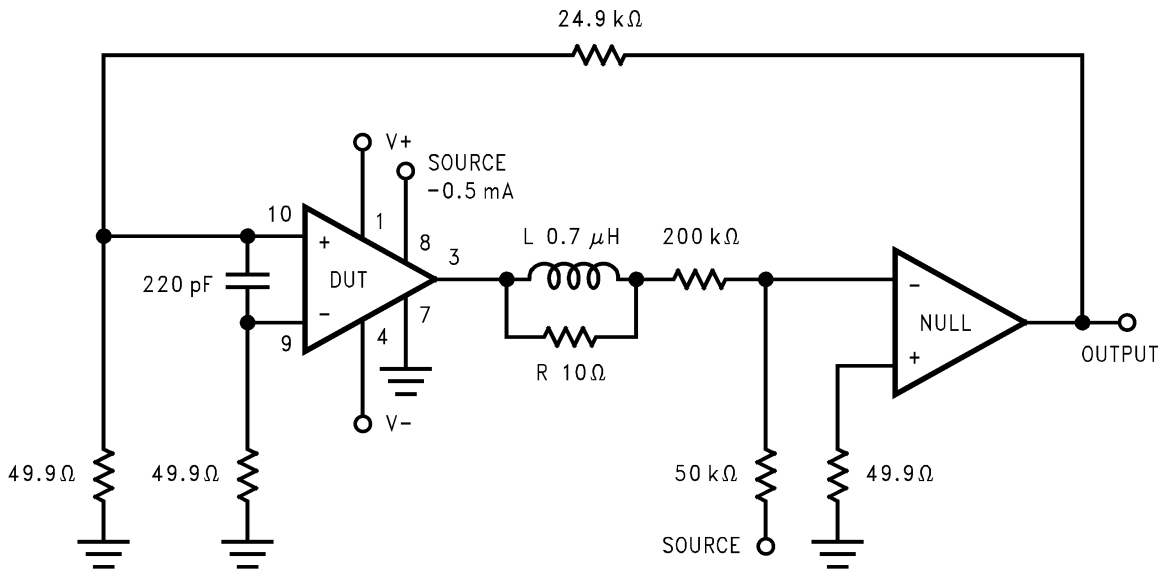 24.9 kΩ
V+
SOURCE
-0.5 mA
10
1
+
8
L 0.7 μH
200 kΩ
3
220 pF
DUT
-
-
7
NULL
9
4
OUTPUT
+
R 10Ω
V-
49.9Ω
49.9Ω
50 kΩ
49.9Ω
SOURCE